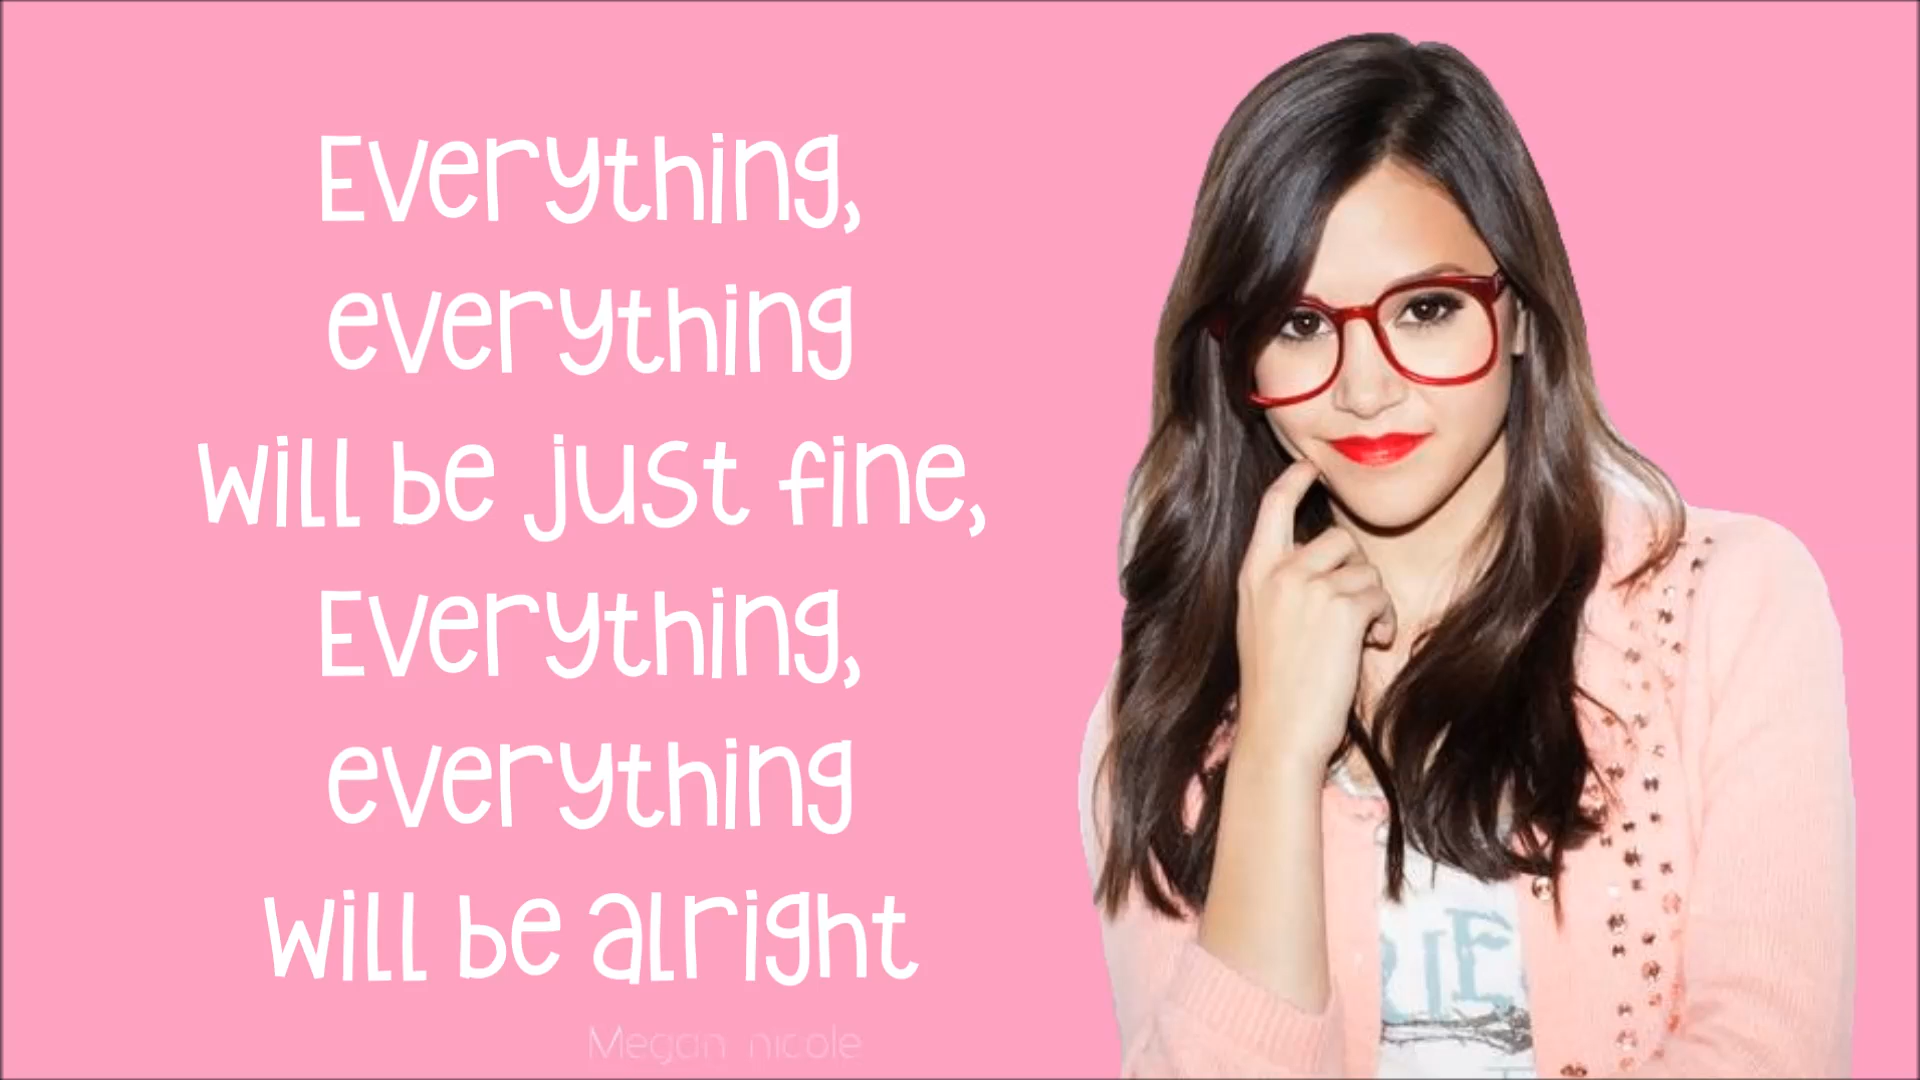 Everything,
everything
will be just fine,
Everything,
everything
will be alright
Megan nicole